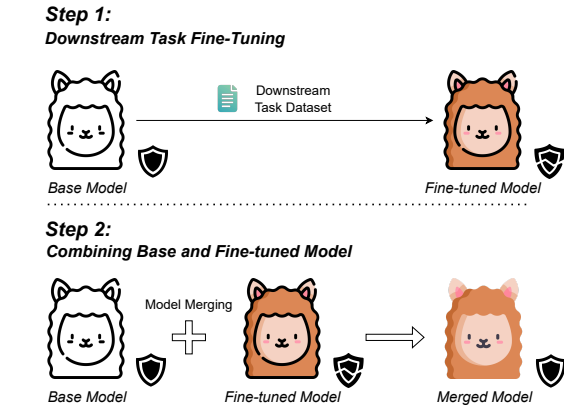 Step 1:
Downstream Task Fine-Tuning
Downstream
Task Dataset
Base Model
Fine-tuned Model
Step 2:
Combining Base and Fine-tuned Model
Model Merging
Base Model
Fine-tuned Model
Merged Model